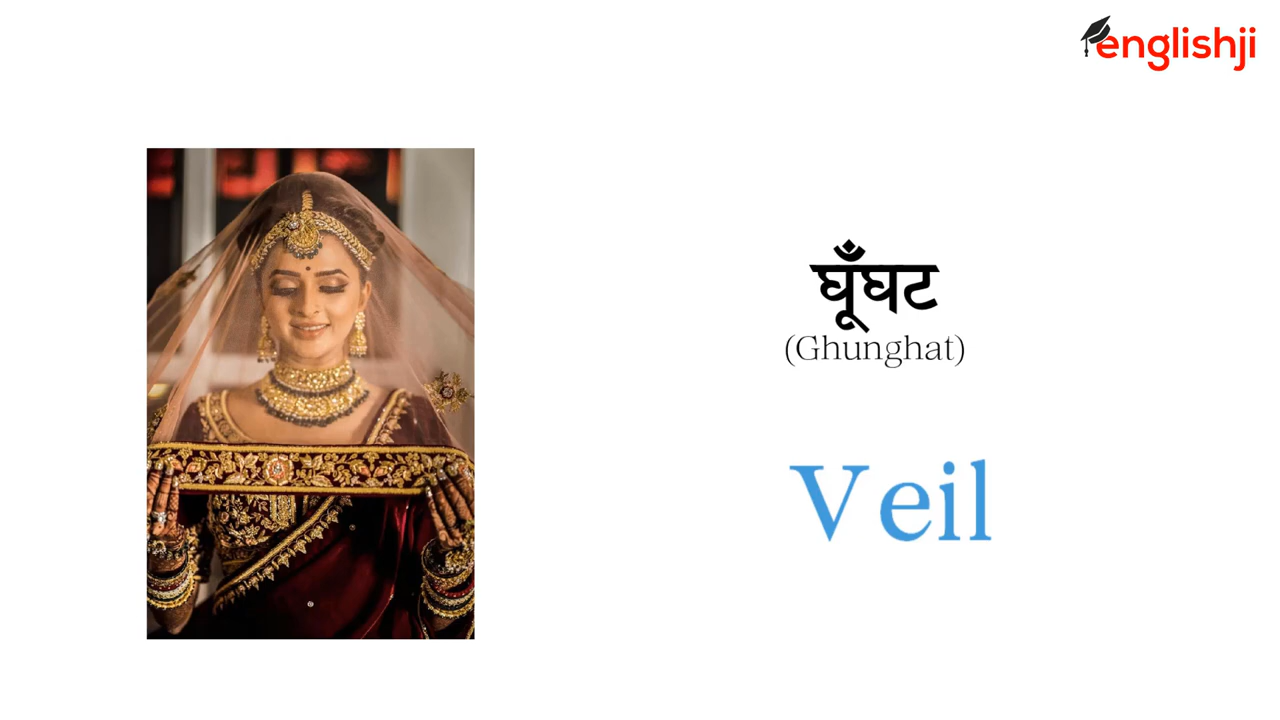 englishji
घूँघट
(Ghunghat)
Veil